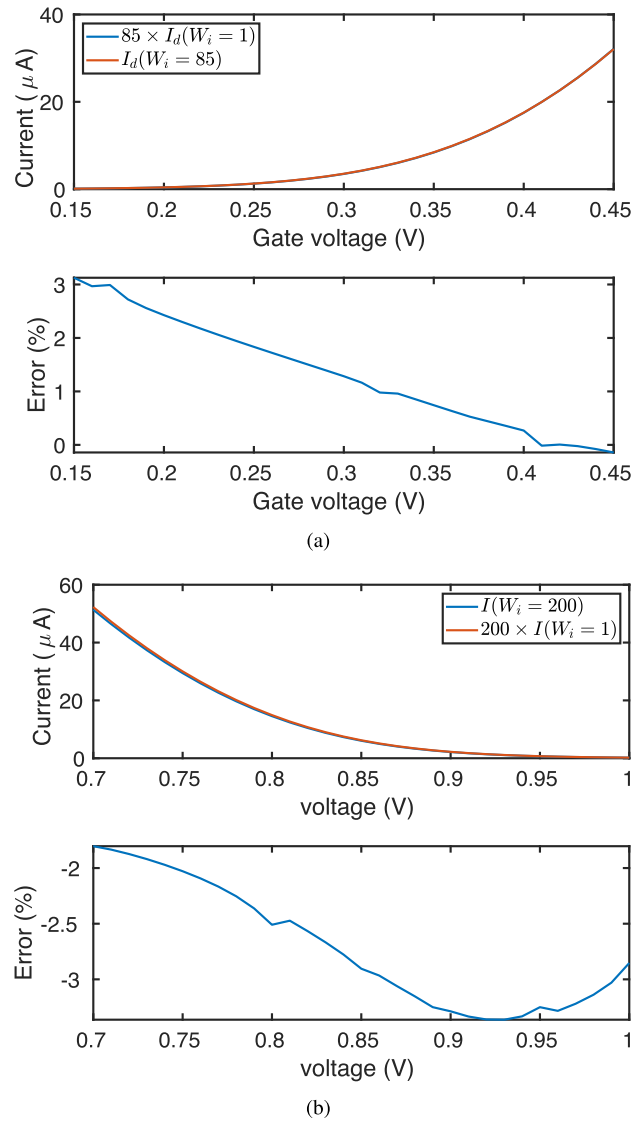 40
85 × I_d(W_i = 1)
I_d(W_i = 85)
20
0
Current ( μ A)
0.15 0.2 0.25 0.3 0.35 0.4 0.45
Gate voltage (V)
3
2
1
0
Error (%)
0.15 0.2 0.25 0.3 0.35 0.4 0.45
Gate voltage (V)
(a)
60
I(W_i = 200)
200 × I(W_i = 1)
40
20
0
Current ( μ A)
0.7 0.75 0.8 0.85 0.9 0.95 1
voltage (V)
-2
-2.5
-3
Error (%)
0.7 0.75 0.8 0.85 0.9 0.95 1
voltage (V)
(b)